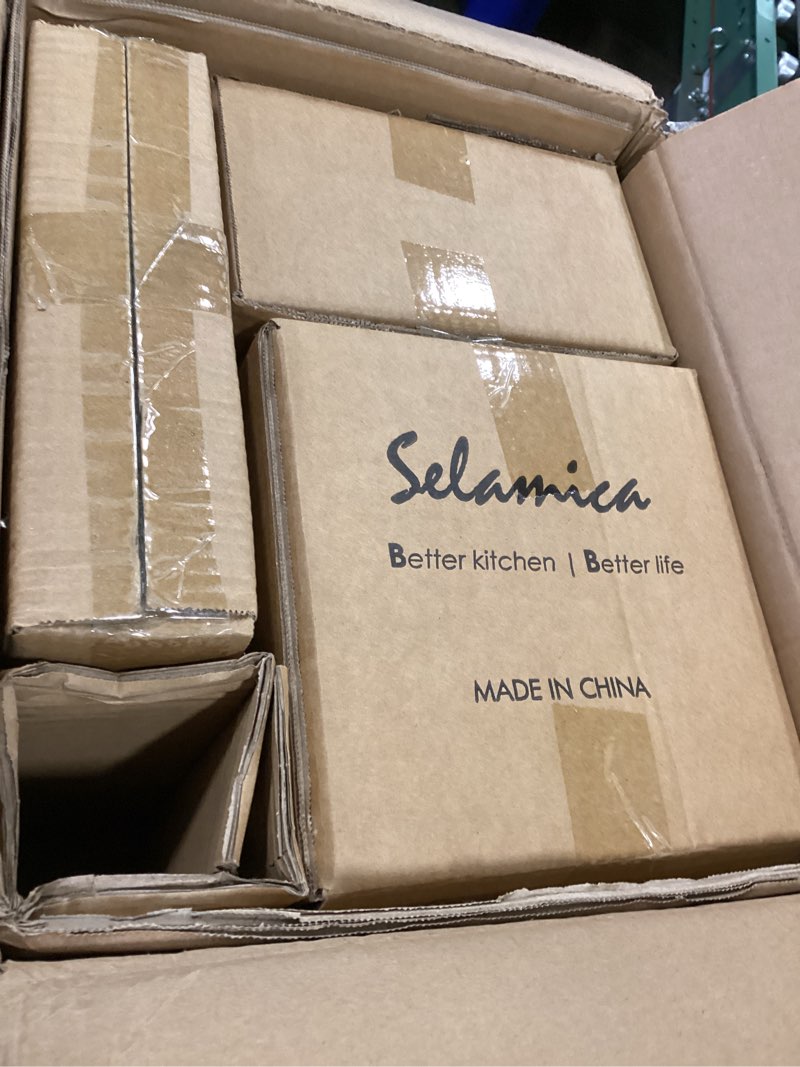 Selamica
Better kitchen | Better life
MADE IN CHINA